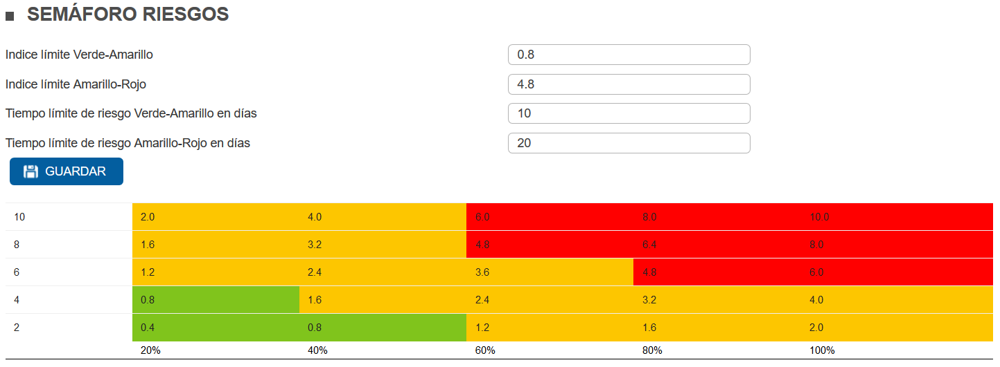 SEMÁFORO RIESGOS
Indice límite Verde-Amarillo 0.8
Indice límite Amarillo-Rojo 4.8
Tiempo límite de riesgo Verde-Amarillo en días 10
Tiempo límite de riesgo Amarillo-Rojo en días 20
GUARDAR
10 2.0 4.0 6.0 8.0 10.0
8 1.6 3.2 4.8 6.4 8.0
6 1.2 2.4 3.6 4.8 6.0
4 0.8 1.6 2.4 3.2 4.0
2 0.4 0.8 1.2 1.6 2.0
20% 40% 60% 80% 100%